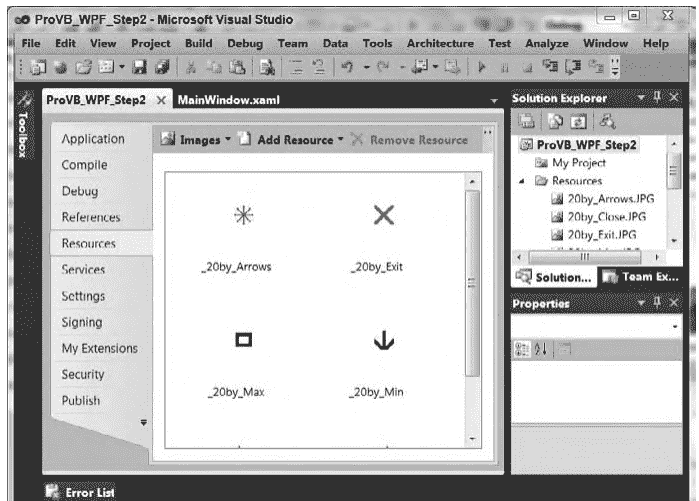 ProVB_WPF_Step2 - Microsoft Visual Studio
File Edit View Project Build Debug Team Data Tools Architecture Test Analyze Window Help
Toolbox
ProVB_WPF_Step2 MainWindow.xaml
Application
Compile
Debug
References
Resources
Services
Settings
Signing
My Extensions
Security
Publish
Images Add Resource Remove Resource
_20by_Arrows _20by_Exit
_20by_Max _20by_Min
Solution Explorer
ProVB_WPF_Step2
My Project
Resources
_20by_Arrows.JPG
_20by_Close.JPG
_20by_Exit.JPG
Solution... Team Ex...
Properties
Error List